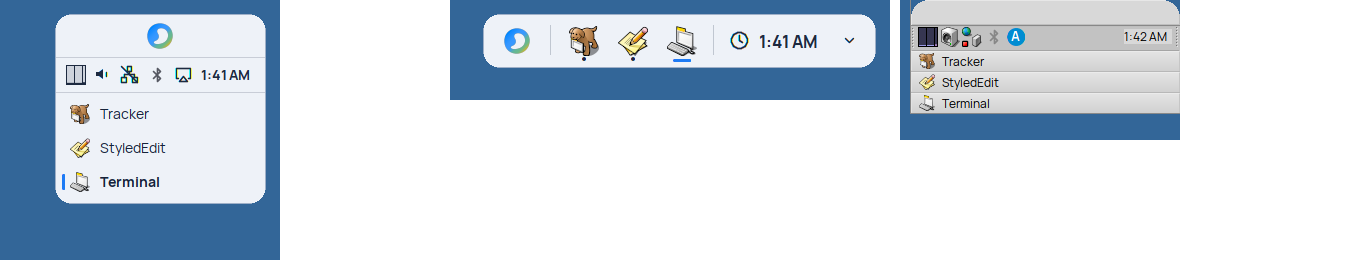 1:41 AM
Tracker
StyledEdit
Terminal
1:41 AM
A
1:42 AM
Tracker
StyledEdit
Terminal